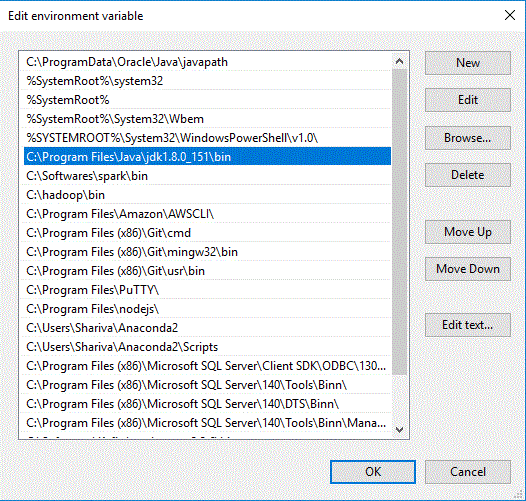 Edit environment variable
C:\ProgramData\Oracle\Java\javapath
New
%SystemRoot%\system32
%SystemRoot%
Edit
%SystemRoot%\System32\Wbem
%SYSTEMROOT%\System32\WindowsPowerShell\v1.0\
Browse...
C:\Program Files\Java\jdk1.8.0_151\bin
C:\Softwares\spark\bin
Delete
C:\hadoop\bin
C:\Program Files\Amazon\AWSCLI\
C:\Program Files (x86)\Git\cmd
Move Up
C:\Program Files (x86)\Git\mingw32\bin
C:\Program Files (x86)\Git\usr\bin
Move Down
C:\Program Files\PuTTY\
C:\Program Files\nodejs\
C:\Users\Shariva\Anaconda2
Edit text...
C:\Users\Shariva\Anaconda2\Scripts
C:\Program Files (x86)\Microsoft SQL Server\Client SDK\ODBC\130...
C:\Program Files (x86)\Microsoft SQL Server\140\Tools\Binn\
C:\Program Files (x86)\Microsoft SQL Server\140\DTS\Binn\
C:\Program Files (x86)\Microsoft SQL Server\140\Tools\Binn\Mana...
OK
Cancel